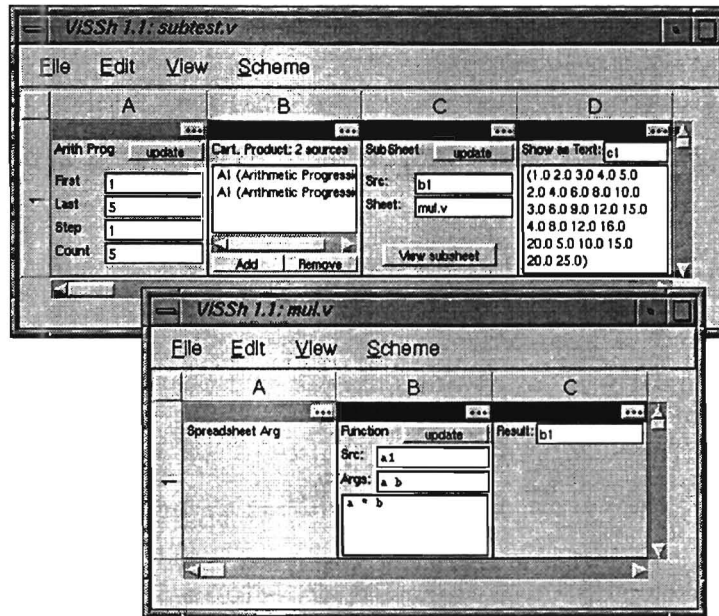 ViSSh 1.1: subtest.v
File Edit View Scheme
A B C D
1
Arith Prog update
First 1
Last 5
Step 1
Count 5
Cart. Product: 2 sources
A1 (Arithmetic Progressi
A1 (Arithmetic Progressi
Add Remove
SubSheet update
Src: b1
Sheet: mul.v
View subsheet
Show as Text: c1
(1.0 2.0 3.0 4.0 5.0
2.0 4.0 6.0 8.0 10.0
3.0 6.0 9.0 12.0 15.0
4.0 8.0 12.0 16.0
20.0 5.0 10.0 15.0
20.0 25.0)
ViSSh 1.1: mul.v
File Edit View Scheme
A B C
1
Spreadsheet Arg
Function update
Src: a1
Args: a b
a * b
Result: b1